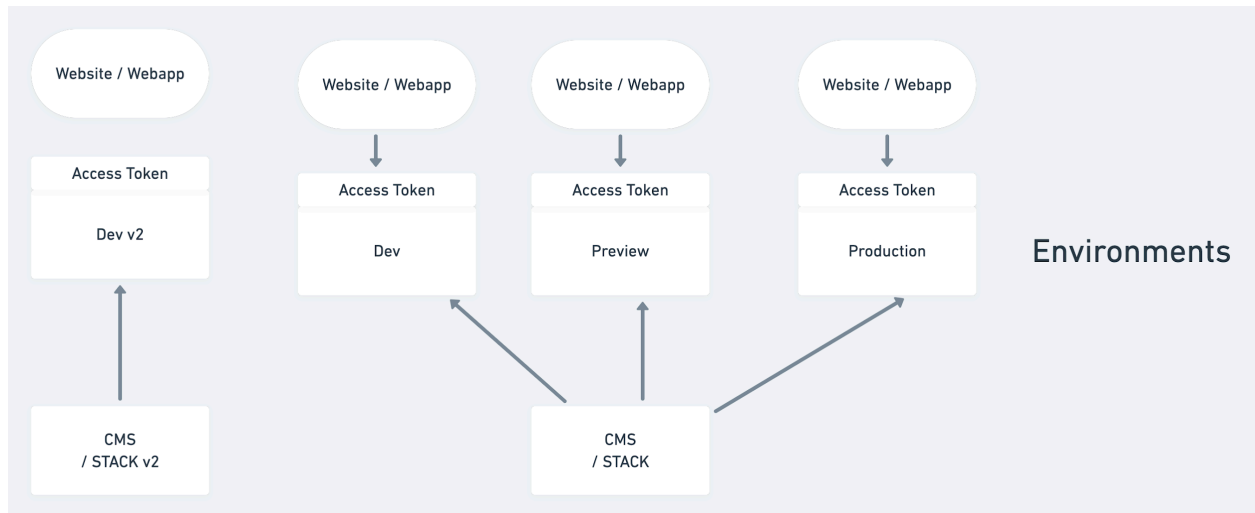 Website / Webapp
Website / Webapp
Website / Webapp
Website / Webapp
Access Token
Access Token
Access Token
Access Token
Dev v2
Dev
Preview
Production
Environments
CMS
/ STACK v2
CMS
/ STACK